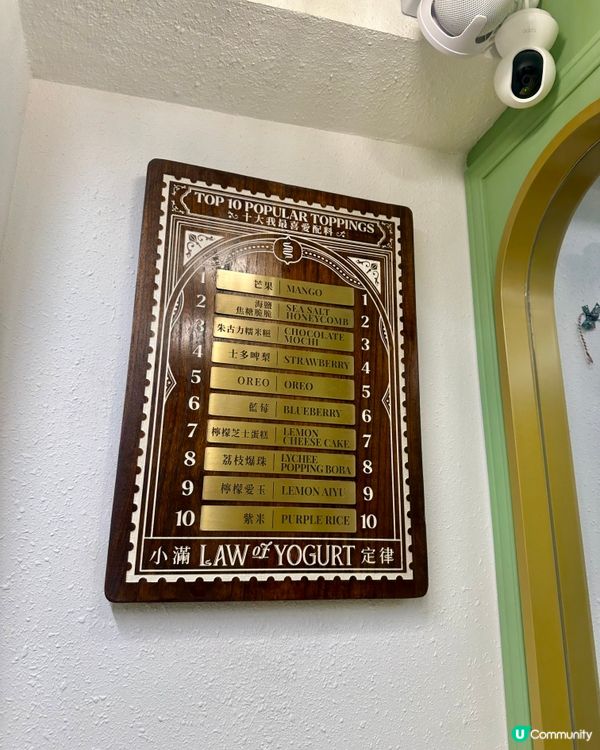 TOP 10 POPULAR TOPPINGS
十大我最喜愛配料
1 芒果 MANGO 1
2 海鹽焦糖脆脆 SEA SALT HONEYCOMB 2
3 朱古力糯米糍 CHOCOLATE MOCHI 3
4 士多啤梨 STRAWBERRY 4
5 OREO OREO 5
6 藍莓 BLUEBERRY 6
7 檸檬芝士蛋糕 LEMON CHEESE CAKE 7
8 荔枝爆珠 LYCHEE POPPING BOBA 8
9 檸檬愛玉 LEMON AIYU 9
10 紫米 PURPLE RICE 10
小滿 LAW of YOGURT 定律
U Community